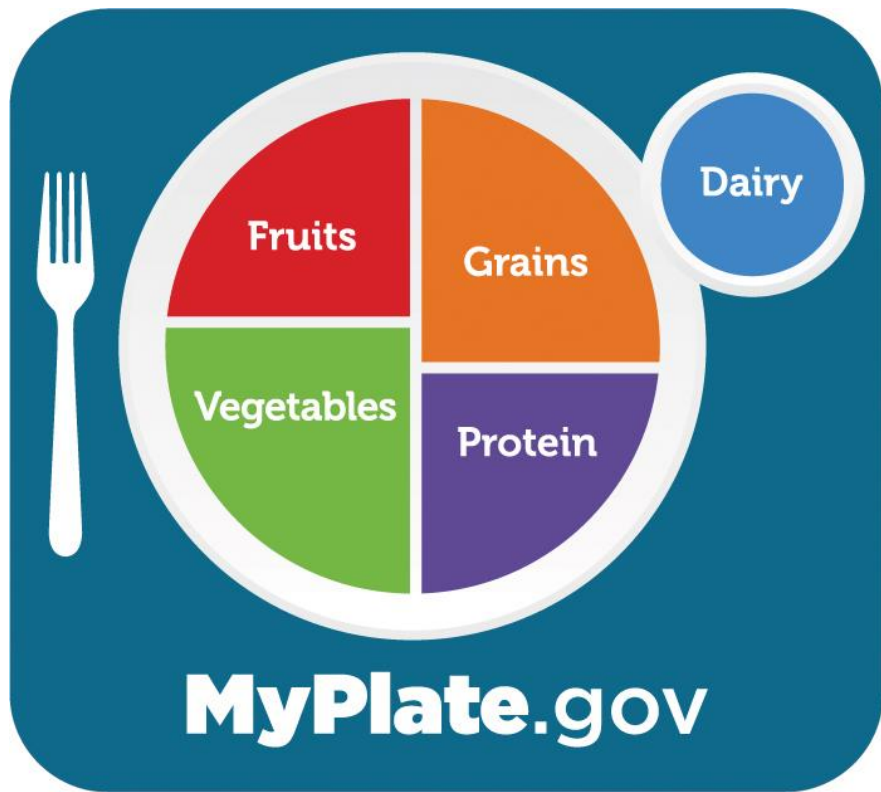 Fruits
Grains
Dairy
Vegetables
Protein
MyPlate.gov